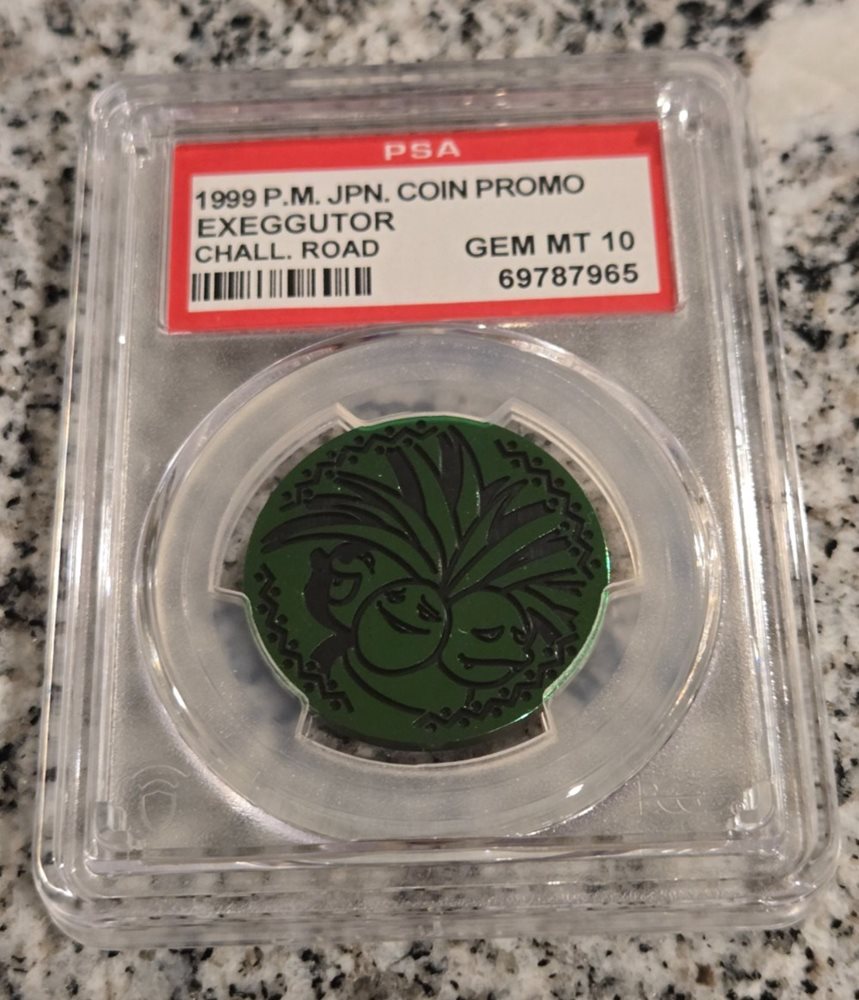 PSA
1999 P.M. JPN. COIN PROMO
EXEGGUTOR
CHALL. ROAD GEM MT 10
69787965